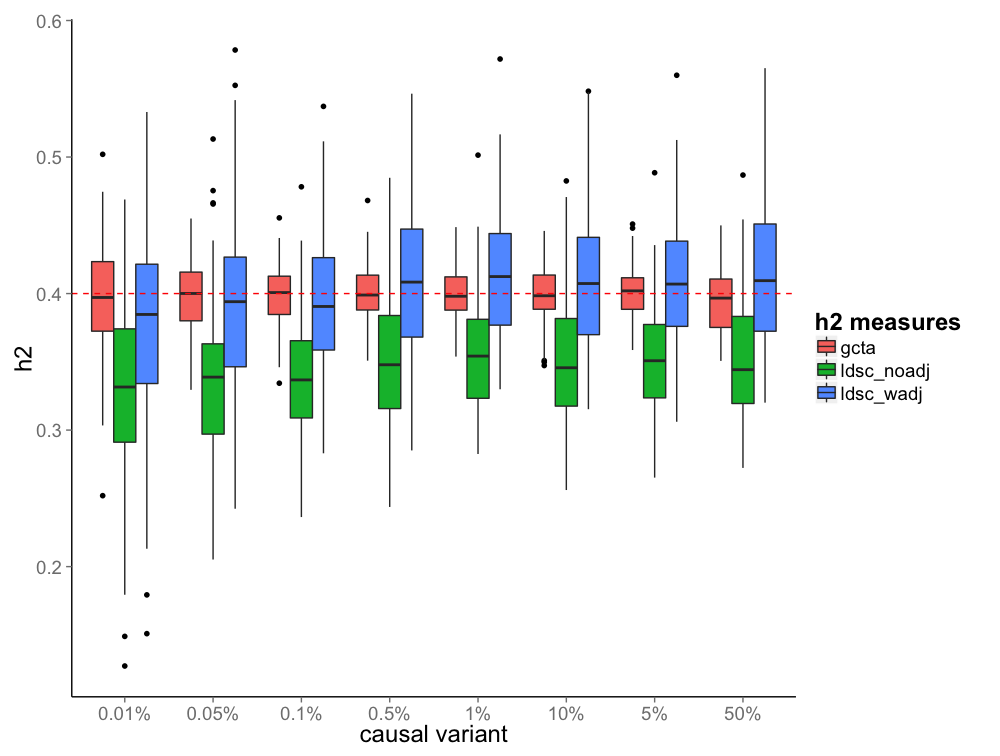 0.6
0.5
0.4
0.3
0.2
h2
0.01% 0.05% 0.1% 0.5% 1% 10% 5% 50%
causal variant
h2 measures
gcta
ldsc_noadj
ldsc_wadj